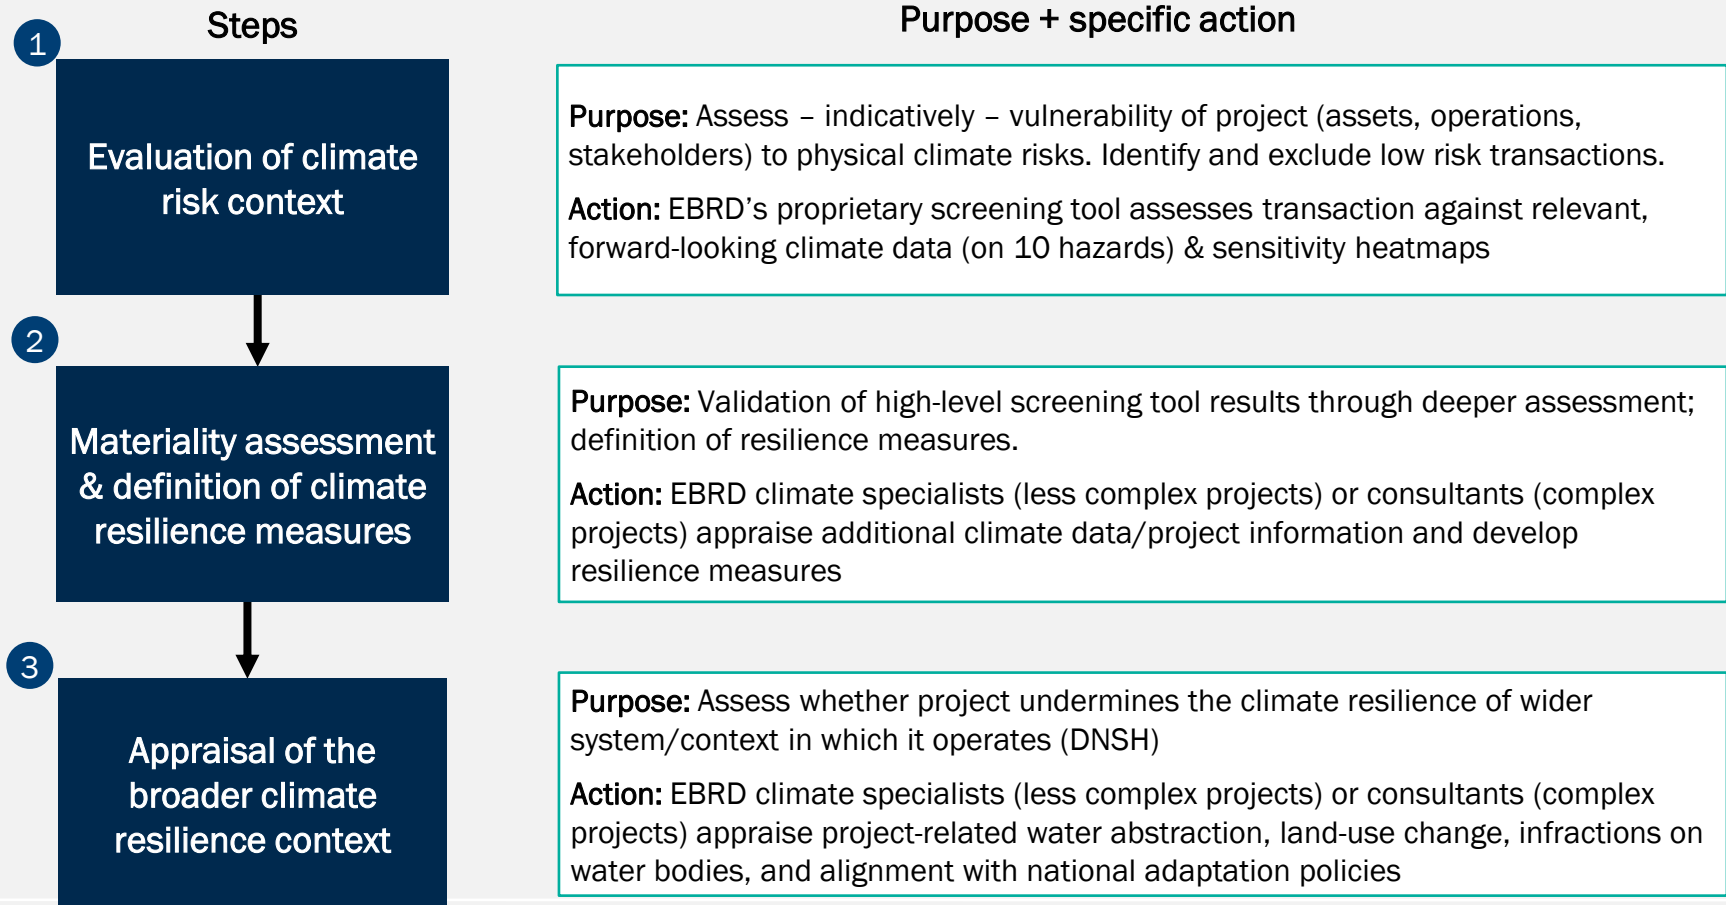 Steps
Purpose + specific action
1
Evaluation of climate
risk context
Purpose: Assess – indicatively – vulnerability of project (assets, operations,
stakeholders) to physical climate risks. Identify and exclude low risk transactions.
Action: EBRD’s proprietary screening tool assesses transaction against relevant,
forward-looking climate data (on 10 hazards) & sensitivity heatmaps
2
Materiality assessment
& definition of climate
resilience measures
Purpose: Validation of high-level screening tool results through deeper assessment;
definition of resilience measures.
Action: EBRD climate specialists (less complex projects) or consultants (complex
projects) appraise additional climate data/project information and develop
resilience measures
3
Appraisal of the
broader climate
resilience context
Purpose: Assess whether project undermines the climate resilience of wider
system/context in which it operates (DNSH)
Action: EBRD climate specialists (less complex projects) or consultants (complex
projects) appraise project-related water abstraction, land-use change, infractions on
water bodies, and alignment with national adaptation policies